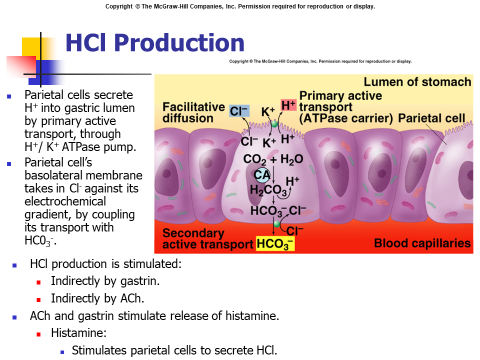 Copyright © The McGraw-Hill Companies, Inc. Permission required for reproduction or display.
HCl Production
Copyright © The McGraw-Hill Companies, Inc. Permission required for reproduction or display.
Parietal cells secrete
H+ into gastric lumen
by primary active
transport, through
H+/ K+ ATPase pump.
Parietal cell’s
basolateral membrane
takes in Cl- against its
electrochemical
gradient, by coupling
its transport with
HC03-.
Lumen of stomach
Facilitative
diffusion
Cl–
K+
H+
Primary active
transport
(ATPase carrier)
Parietal cell
Cl–
K+
H+
CO2 + H2O
CA
H+
H2CO3
HCO3–
Cl–
Cl–
Secondary
active transport
HCO3–
Blood capillaries
HCl production is stimulated:
Indirectly by gastrin.
Indirectly by ACh.
ACh and gastrin stimulate release of histamine.
Histamine:
Stimulates parietal cells to secrete HCl.